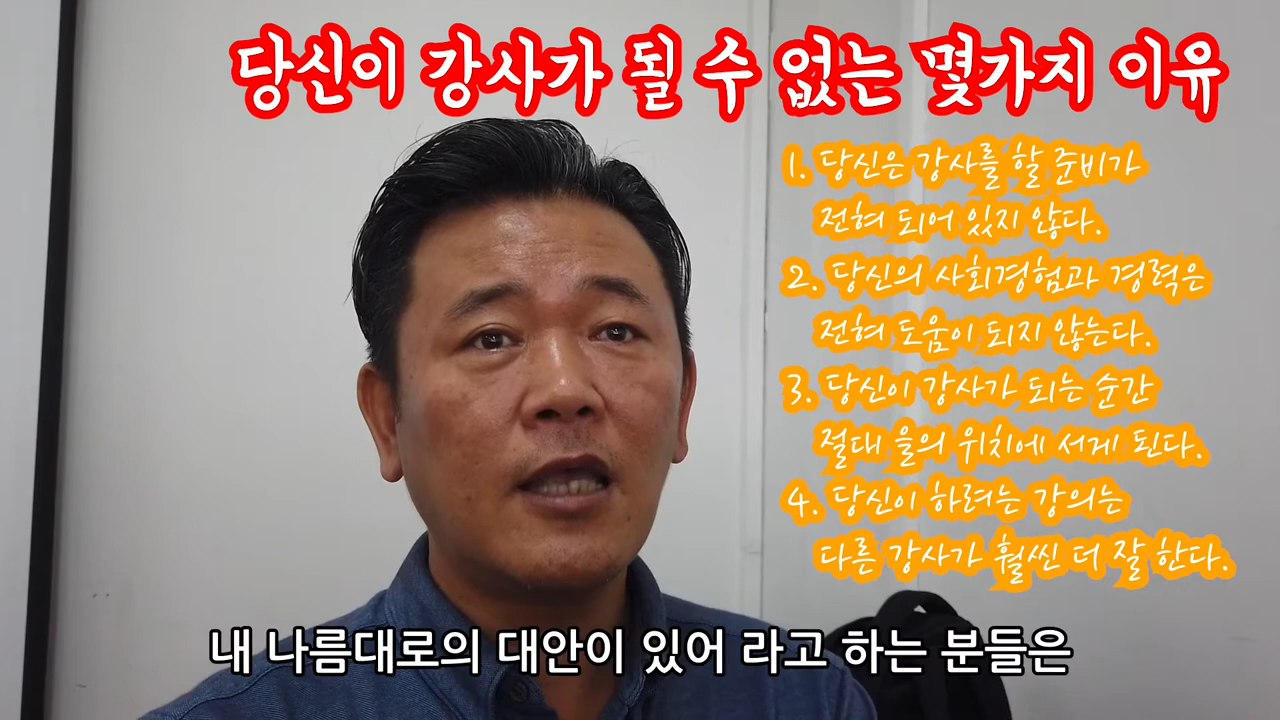 당신이 강사가 될 수 없는 몇가지 이유
1. 당신은 강사를 할 준비가
전혀 되어 있지 않다.
2. 당신의 사회경험과 경력은
전혀 도움이 되지 않는다.
3. 당신이 강사가 되는 순간
절대 을의 위치에 서게 된다.
4. 당신이 하려는 강의는
다른 강사가 훨씬 더 잘 한다.
내 나름대로의 대안이 있어 라고 하는 분들은